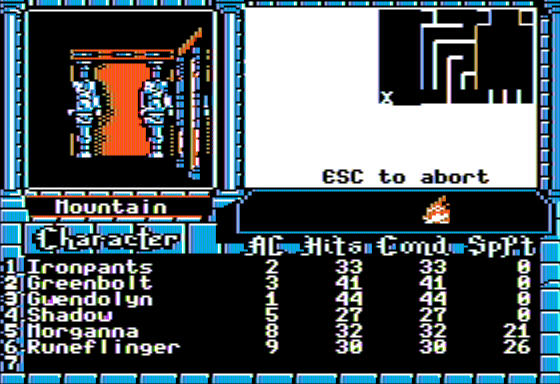 X
ESC to abort
Mountain
Character AC Hits Cond SpPt
1 Ironpants 2 33 33 0
2 Greenbolt 3 41 41 0
3 Gwendolyn 1 44 44 0
4 Shadow 5 27 27 0
5 Morganna 8 32 32 21
6 Runeflinger 9 30 30 26
7